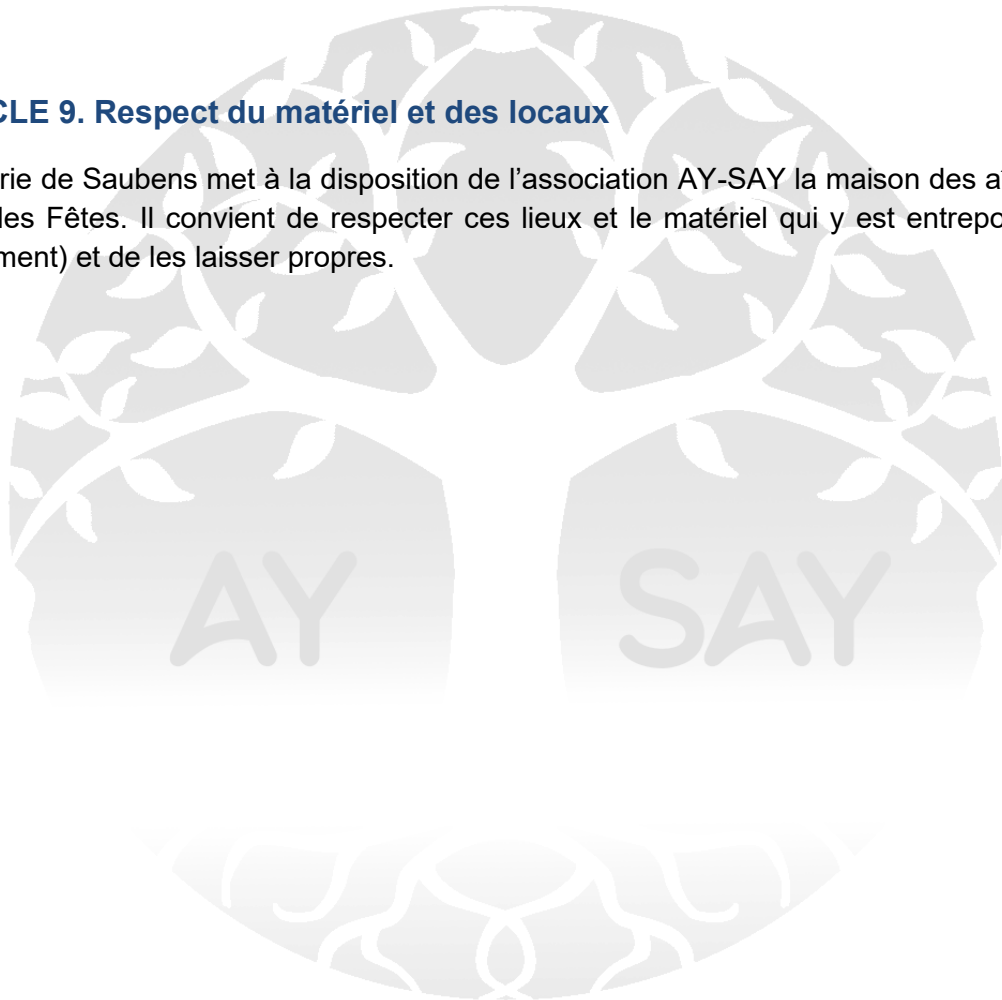 CLE 9. Respect du matériel et des locaux
rie de Saubens met à la disposition de l’association AY-SAY la maison des
des Fêtes. Il convient de respecter ces lieux et le matériel qui y est entrepo
ment) et de les laisser propres.
AY SAY